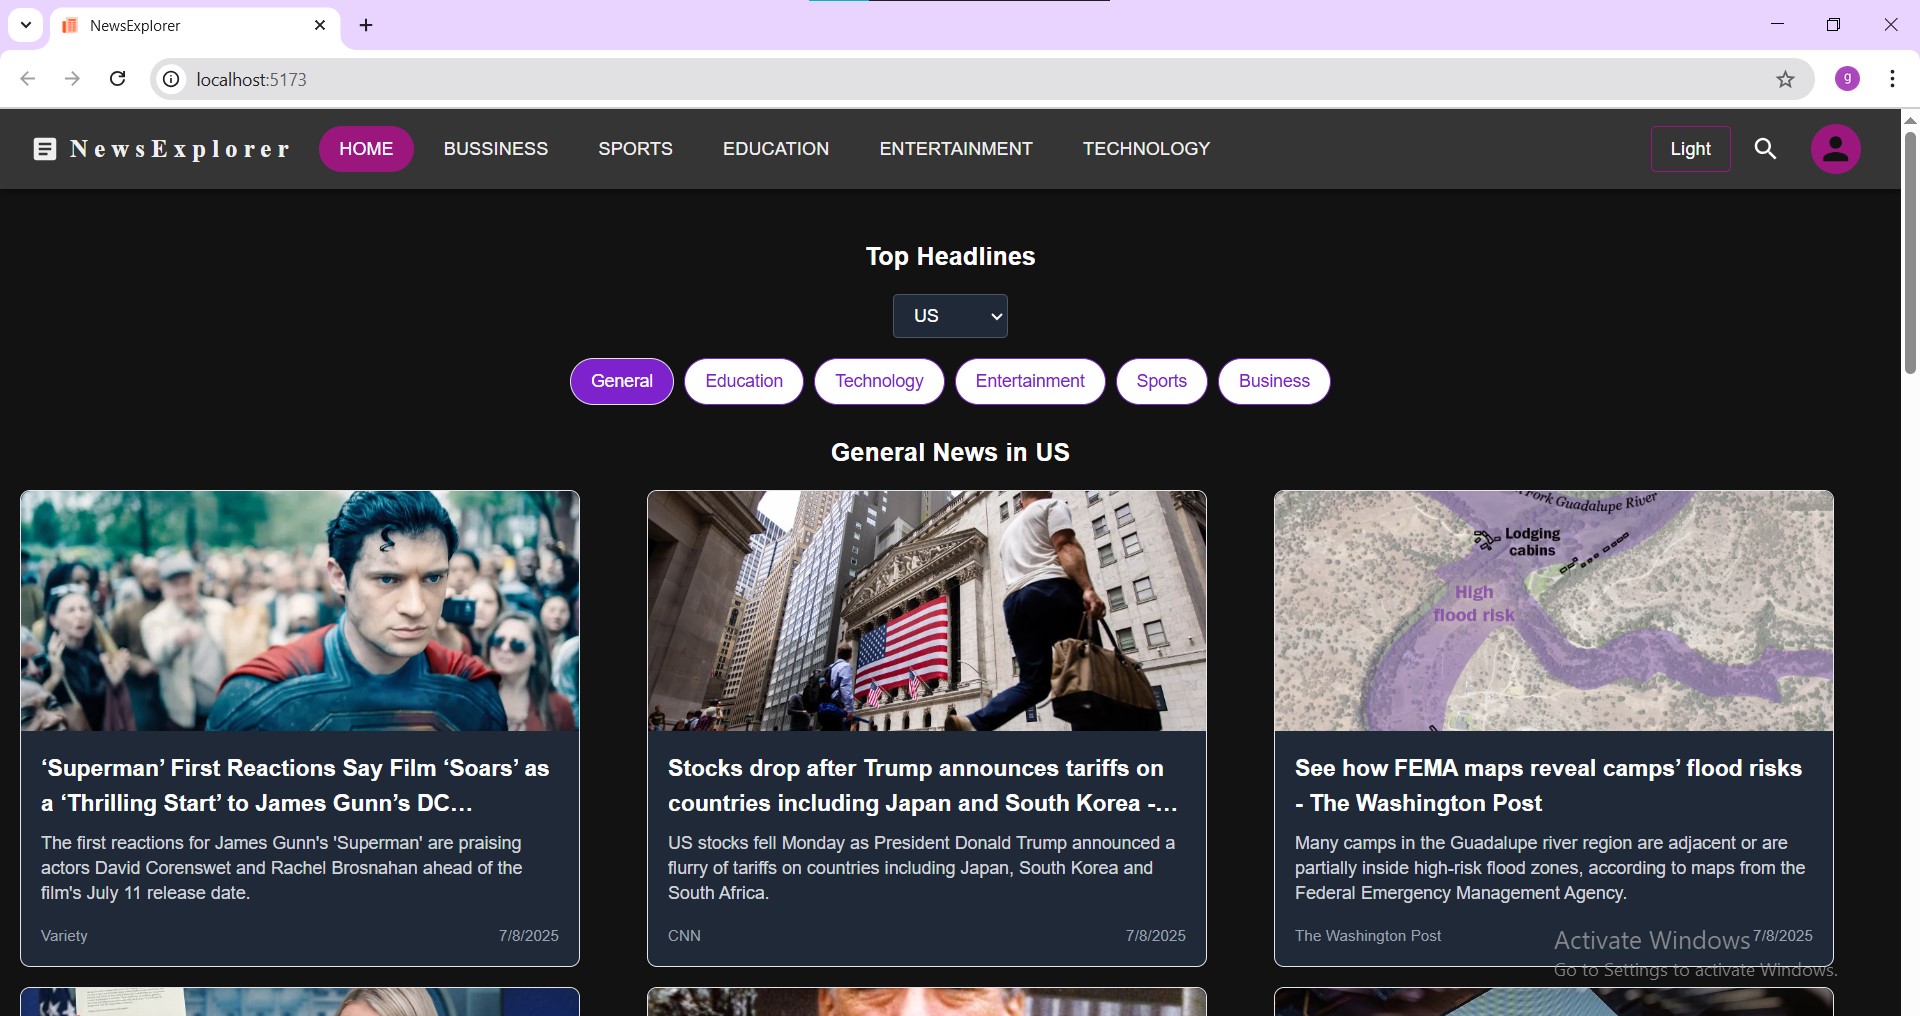 NewsExplorer
localhost:5173
g
NewsExplorer
HOME
BUSSINESS
SPORTS
EDUCATION
ENTERTAINMENT
TECHNOLOGY
Light
Top Headlines
US
General
Education
Technology
Entertainment
Sports
Business
General News in US
Fork Guadalupe River
Lodging
cabins
High
flood risk
‘Superman’ First Reactions Say Film ‘Soars’ as
a ‘Thrilling Start’ to James Gunn’s DC…
The first reactions for James Gunn's 'Superman' are praising
actors David Corenswet and Rachel Brosnahan ahead of the
film's July 11 release date.
Variety
7/8/2025
Stocks drop after Trump announces tariffs on
countries including Japan and South Korea -…
US stocks fell Monday as President Donald Trump announced a
flurry of tariffs on countries including Japan, South Korea and
South Africa.
CNN
7/8/2025
See how FEMA maps reveal camps’ flood risks
- The Washington Post
Many camps in the Guadalupe river region are adjacent or are
partially inside high-risk flood zones, according to maps from the
Federal Emergency Management Agency.
The Washington Post
7/8/2025
Activate Windows
Go to Settings to activate Windows.